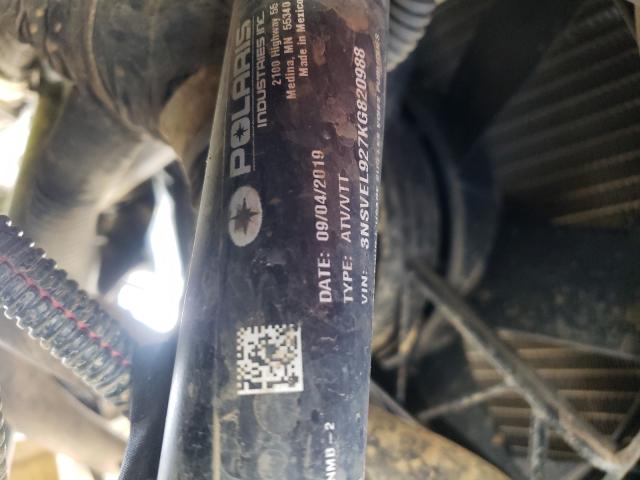 POLARIS
INDUSTRIES INC.
2100 Highway 55
Medina, MN 55340
Made in Mexico
DATE: 09/04/2019
TYPE: ATV/VTT
VIN: 3NSVEL927KG820988
NMB-2